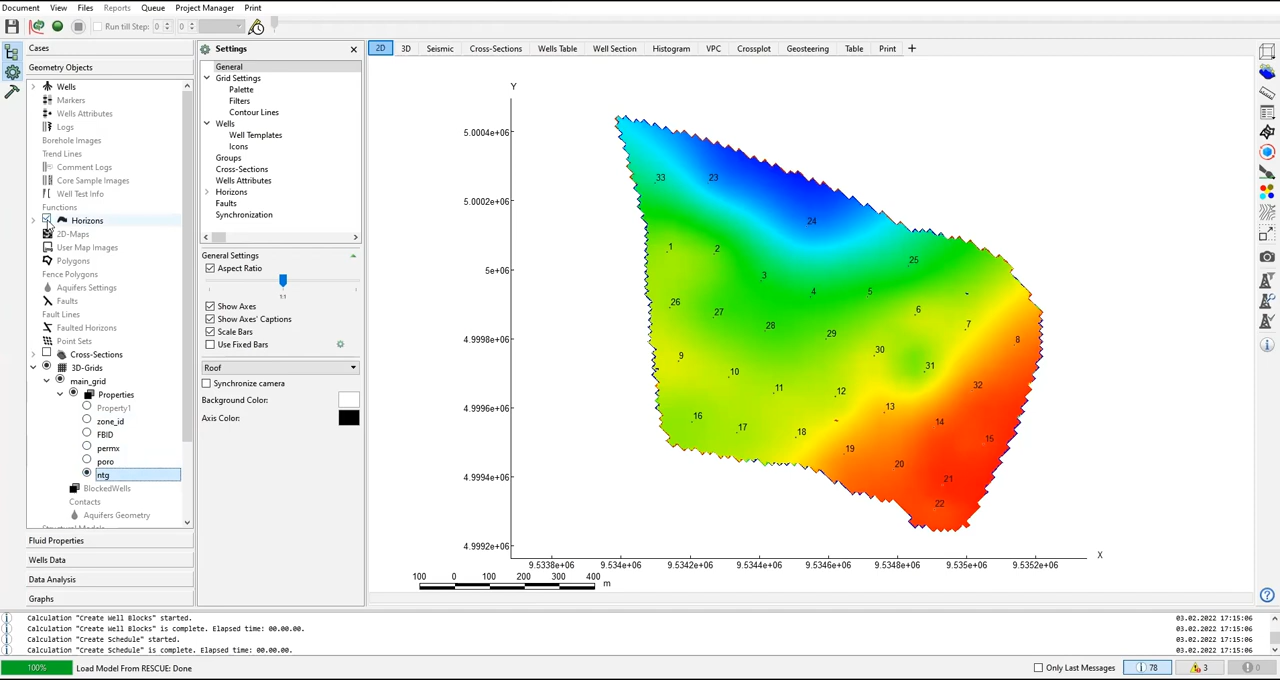 Document View Files Reports Queue Project Manager Print
Run till Step: 0 0
Cases
Geometry Objects
Wells
Markers
Wells Attributes
Logs
Borehole Images
Trend Lines
Comment Logs
Core Sample Images
Well Test Info
Functions
Horizons
2D-Maps
User Map Images
Polygons
Fence Polygons
Aquifers Settings
Faults
Fault Lines
Faulted Horizons
Point Sets
Cross-Sections
3D-Grids
main_grid
Properties
Property1
zone_id
FBID
permx
poro
ntg
BlockedWells
Contacts
Aquifers Geometry
Fluid Properties
Wells Data
Data Analysis
Graphs
Settings
General
Grid Settings
Palette
Filters
Contour Lines
Wells
Well Templates
Icons
Groups
Cross-Sections
Wells Attributes
Horizons
Faults
Synchronization
General Settings
Aspect Ratio
1:1
Show Axes
Show Axes' Captions
Scale Bars
Use Fixed Bars
Roof
Synchronize camera
Background Color:
Axis Color:
2D 3D Seismic Cross-Sections Wells Table Well Section Histogram VPC Crossplot Geosteering Table Print +
Y
5.0004e+06
5.0002e+06
5e+06
4.9998e+06
4.9996e+06
4.9994e+06
4.9992e+06
33 23
24
1 2 25
3
4 5
26 27 6
28 29 7
8
9 30
10 31
11 12 32
16 13
17 18 14
19 15
20
21
22
X
9.5338e+06 9.534e+06 9.5342e+06 9.5344e+06 9.5346e+06 9.5348e+06 9.535e+06 9.5352e+06
100 0 100 200 300 400
m
Calculation "Create Well Blocks" started. 03.02.2022 17:15:06
Calculation "Create Well Blocks" is complete. Elapsed time: 00.00.00. 03.02.2022 17:15:06
Calculation "Create Schedule" started. 03.02.2022 17:15:06
Calculation "Create Schedule" is complete. Elapsed time: 00.00.00. 03.02.2022 17:15:06
100% Load Model From RESCUE: Done Only Last Messages 78 3 0